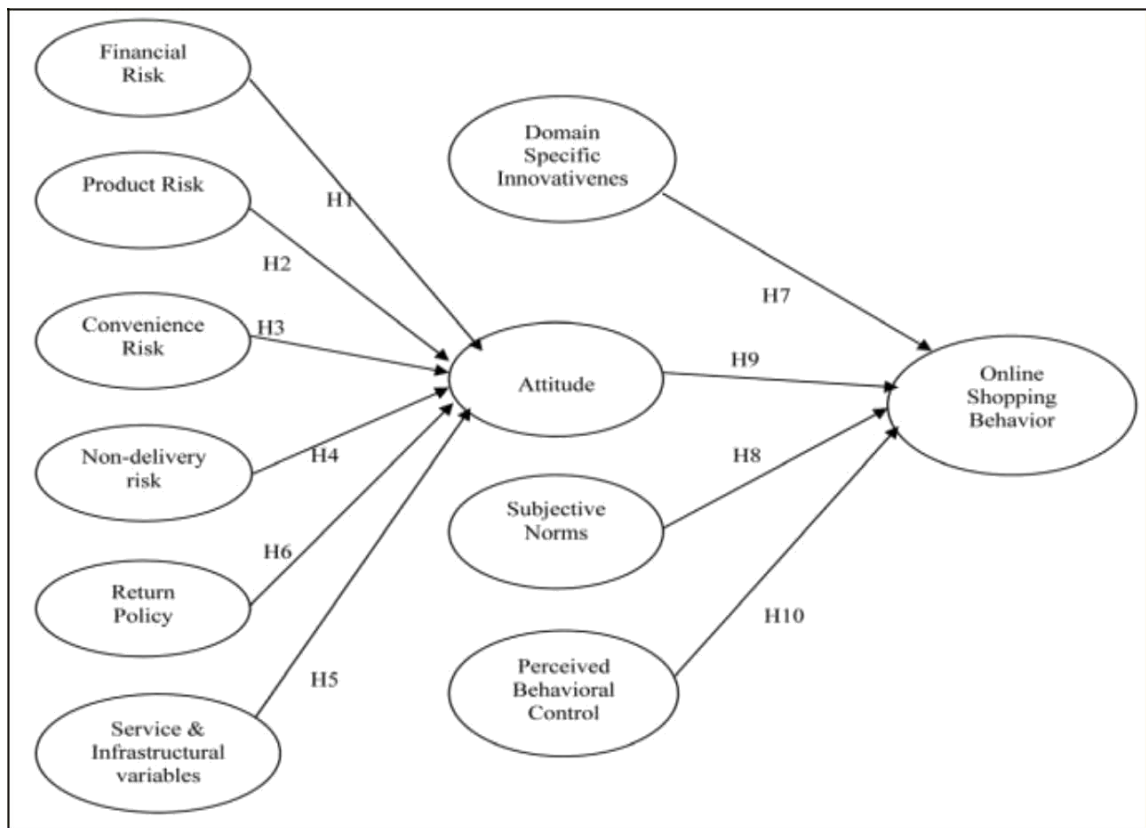 Financial
Risk
Product Risk
Convenience
Risk
Non-delivery
risk
Return
Policy
Service &
Infrastructural
variables
H1
H2
H3
H4
H6
H5
Domain
Specific
Innovativenes
Attitude
Subjective
Norms
Perceived
Behavioral
Control
H7
H9
H8
H10
Online
Shopping
Behavior